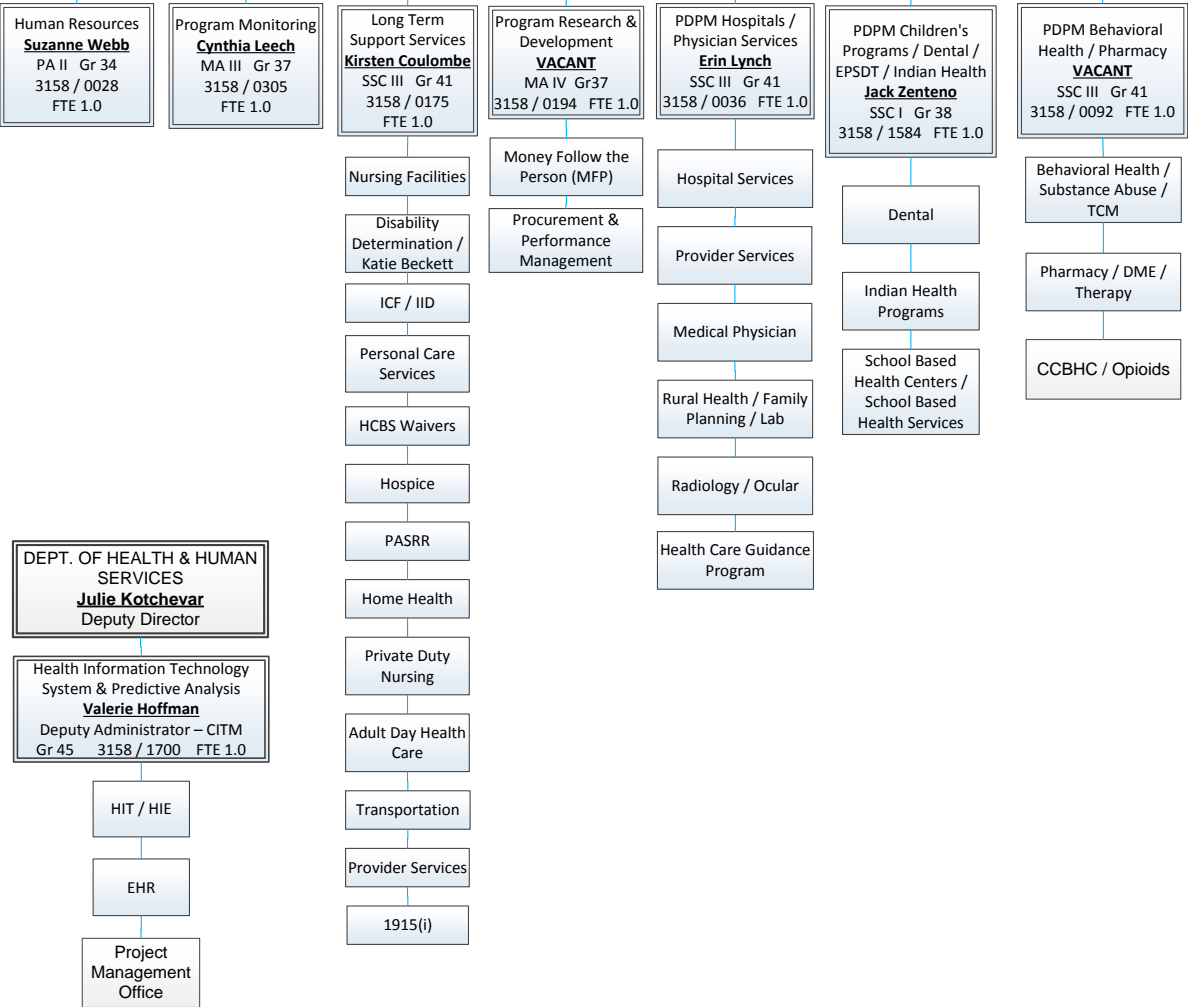 Human Resources
Suzanne Webb
PA II Gr 34
3158 / 0028
FTE 1.0
Program Monitoring
Cynthia Leech
MA III Gr 37
3158 / 0305
FTE 1.0
Long Term
Support Services
Kirsten Coulombe
SSC III Gr 41
3158 / 0175
FTE 1.0
Nursing Facilities
Disability
Determination /
Katie Beckett
ICF / IID
Personal Care
Services
HCBS Waivers
Hospice
PASRR
Home Health
Private Duty
Nursing
Adult Day Health
Care
Transportation
Provider Services
1915(i)
Program Research &
Development
VACANT
MA IV Gr37
3158 / 0194 FTE 1.0
Money Follow the
Person (MFP)
Procurement &
Performance
Management
PDPM Hospitals /
Physician Services
Erin Lynch
SSC III Gr 41
3158 / 0036 FTE 1.0
Hospital Services
Provider Services
Medical Physician
Rural Health / Family
Planning / Lab
Radiology / Ocular
Health Care Guidance
Program
PDPM Children's
Programs / Dental /
EPSDT / Indian Health
Jack Zenteno
SSC I Gr 38
3158 / 1584 FTE 1.0
Dental
Indian Health
Programs
School Based
Health Centers /
School Based
Health Services
PDPM Behavioral
Health / Pharmacy
VACANT
SSC III Gr 41
3158 / 0092 FTE 1.0
Behavioral Health /
Substance Abuse /
TCM
Pharmacy / DME /
Therapy
CCBHC / Opioids
DEPT. OF HEALTH & HUMAN
SERVICES
Julie Kotchevar
Deputy Director
Health Information Technology
System & Predictive Analysis
Valerie Hoffman
Deputy Administrator – CITM
Gr 45 3158 / 1700 FTE 1.0
HIT / HIE
EHR
Project
Management
Office